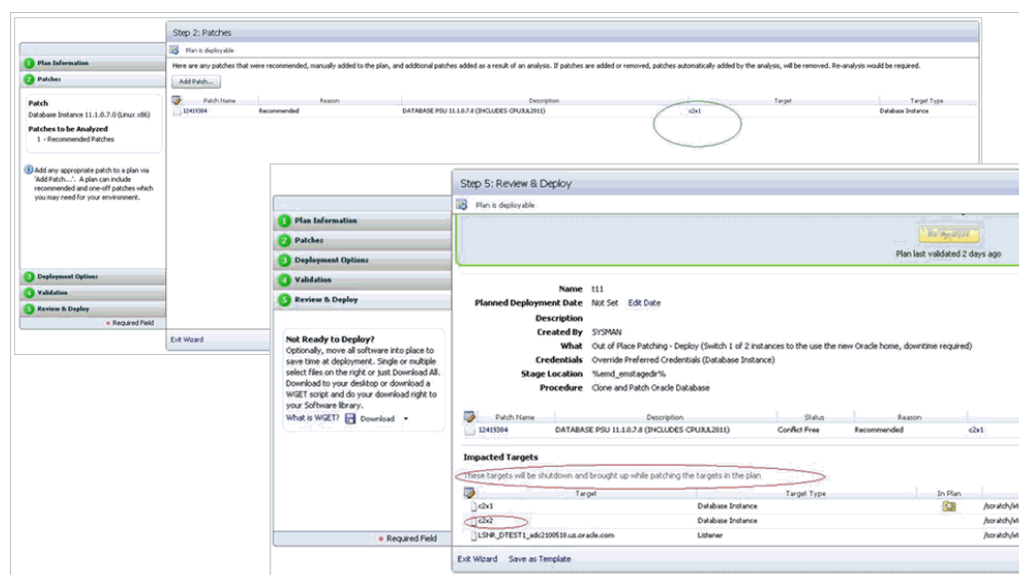 Step 2: Patches
Plan is deployable
Here are any patches that were recommended, manually added to the plan, and additional patches added as a result of an analysis. If patches are added or removed, patches automatically added by the analysis, will be removed. Re-analysis would be required.
Add Patch...
Patch Name Reason Description Target Target Type
12419384 Recommended DATABASE PSU 11.1.0.7.8 (INCLUDES CPUJUL2011) c2x1 Database Instance
1 Plan Information
2 Patches
Patch
Database Instance 11.1.0.7.0 (Linux x86)
Patches to be Analyzed
1 - Recommended Patches
Add any appropriate patch to a plan via
'Add Patch...'. A plan can include
recommended and one-off patches which
you may need for your environment.
3 Deployment Options
4 Validation
5 Review & Deploy
* Required Field
Exit Wizard
Step 5: Review & Deploy
Plan is deployable
Re-Analyze
Plan last validated 2 days ago
1 Plan Information
2 Patches
3 Deployment Options
4 Validation
5 Review & Deploy
Not Ready to Deploy?
Optionally, move all software into place to
save time at deployment. Single or multiple
select files on the right or just Download All.
Download to your desktop or download a
WGET script and do your download right to
your Software library.
What is WGET? Download
* Required Field
Name t11
Planned Deployment Date Not Set Edit Date
Description
Created By SYSMAN
What Out of Place Patching - Deploy (Switch 1 of 2 instances to the use the new Oracle home, downtime required)
Credentials Override Preferred Credentials (Database Instance)
Stage Location %emd_emstagedir%
Procedure Clone and Patch Oracle Database
Patch Name Description Status Reason
12419384 DATABASE PSU 11.1.0.7.8 (INCLUDES CPUJUL2011) Conflict Free Recommended c2x1
Impacted Targets
These targets will be shutdown and brought up while patching the targets in the plan
Target Target Type In Plan
c2x1 Database Instance
c2x2 Database Instance
LSNR_DTEST1_adc2100518.us.oracle.com Listener
Exit Wizard Save as Template